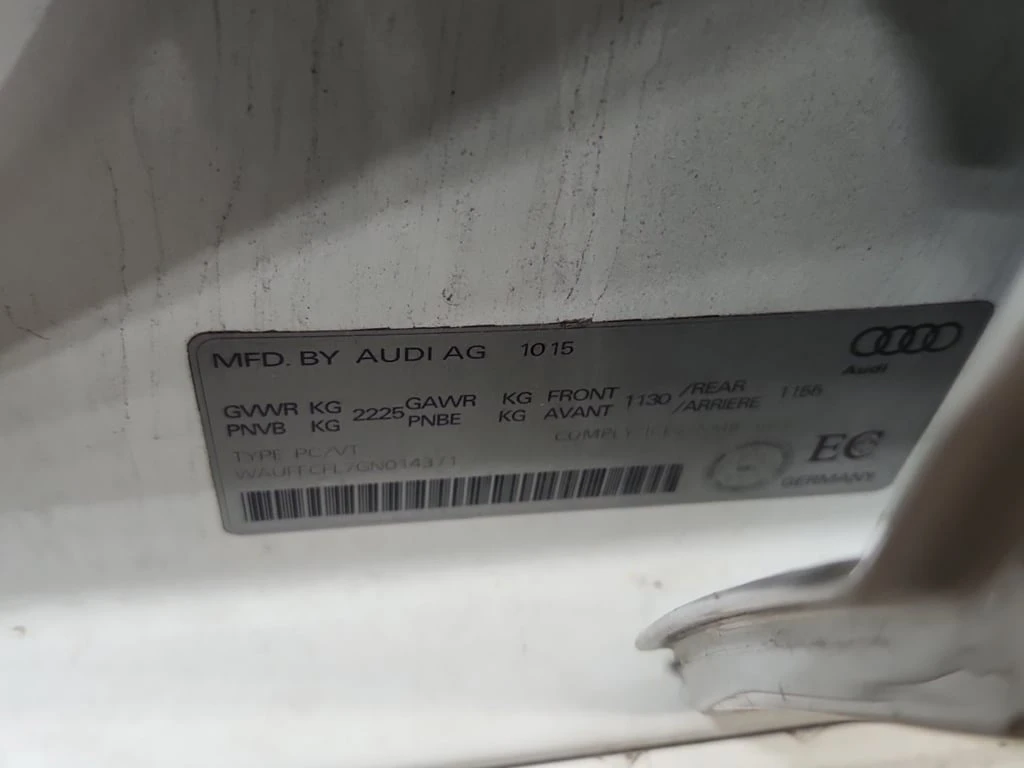 MFD. BY AUDI AG 10 15
Audi
GVWR KG 2225 GAWR KG FRONT 1130 /REAR
PNVB KG PNBE KG AVANT /ARRIERE
TYPE PC/VT
EC
GERMANY